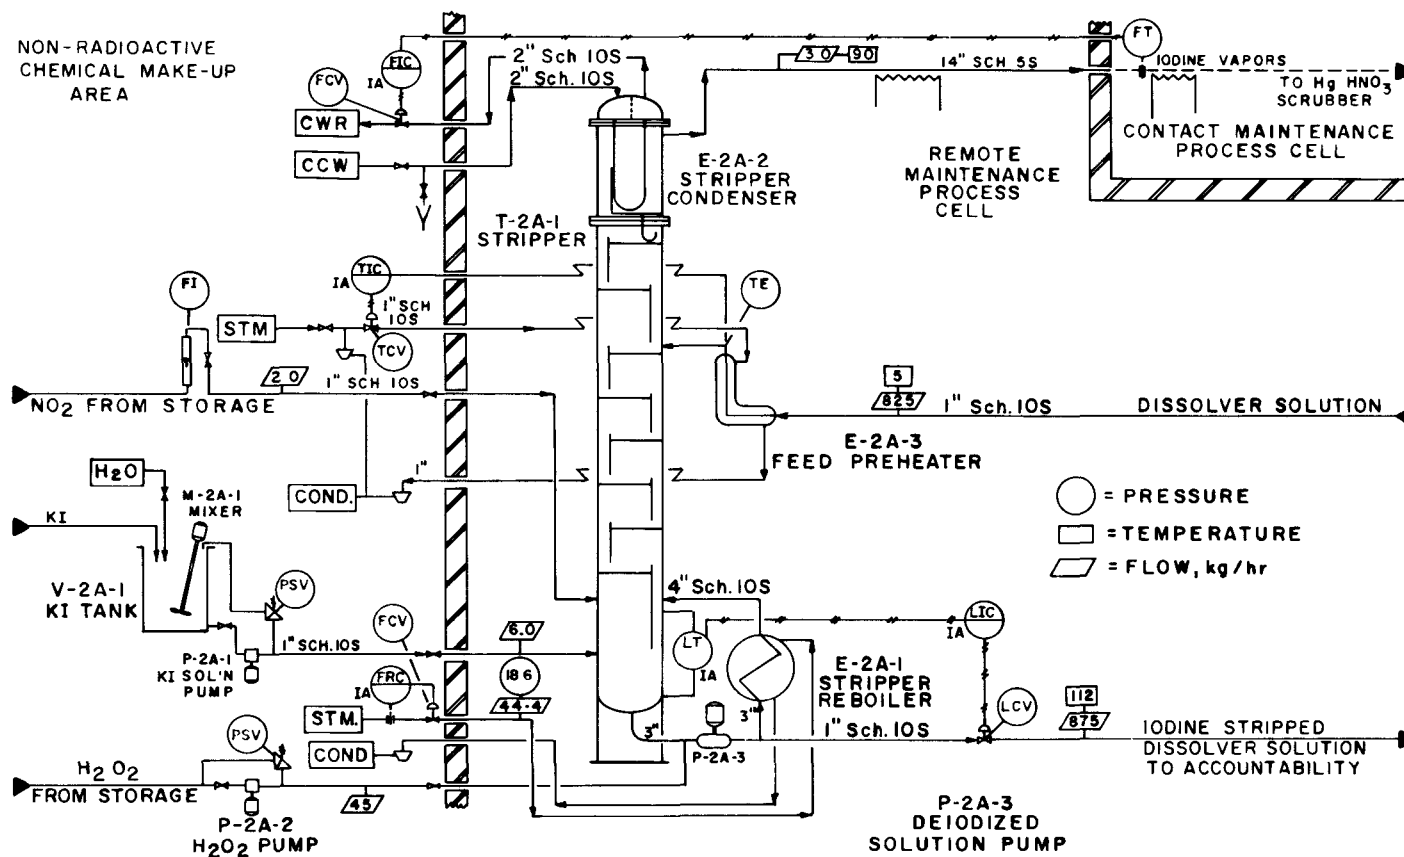 NON-RADIOACTIVE
CHEMICAL MAKE-UP
AREA
FCV
FIC
IA
CWR
CCW
2" Sch 10S
2" Sch. 10S
3.0
90
14" SCH 5S
FT
IODINE VAPORS
TO Hg HNO3
SCRUBBER
CONTACT MAINTENANCE
PROCESS CELL
REMOTE
MAINTENANCE
PROCESS
CELL
E-2A-2
STRIPPER
CONDENSER
T-2A-1
STRIPPER
FI
STM
TIC
IA
1" SCH
10S
TCV
TE
2.0
1" SCH 10S
NO2 FROM STORAGE
5
825
1" Sch. 10S
DISSOLVER SOLUTION
E-2A-3
FEED PREHEATER
H2O
M-2A-1
MIXER
COND.
1"
KI
V-2A-1
KI TANK
PSV
= PRESSURE
= TEMPERATURE
= FLOW, kg/hr
P-2A-1
KI SOL'N
PUMP
1" SCH.10S
FCV
6.0
186
44.4
FRC
IA
STM.
COND
4" Sch. 10S
LT
IA
LIC
IA
E-2A-1
STRIPPER
REBOILER
3"
3"
P-2A-3
1" Sch. 10S
LCV
112
875
IODINE STRIPPED
DISSOLVER SOLUTION
TO ACCOUNTABILITY
PSV
H2O2
FROM STORAGE
45
P-2A-2
H2O2 PUMP
P-2A-3
DEIODIZED
SOLUTION PUMP